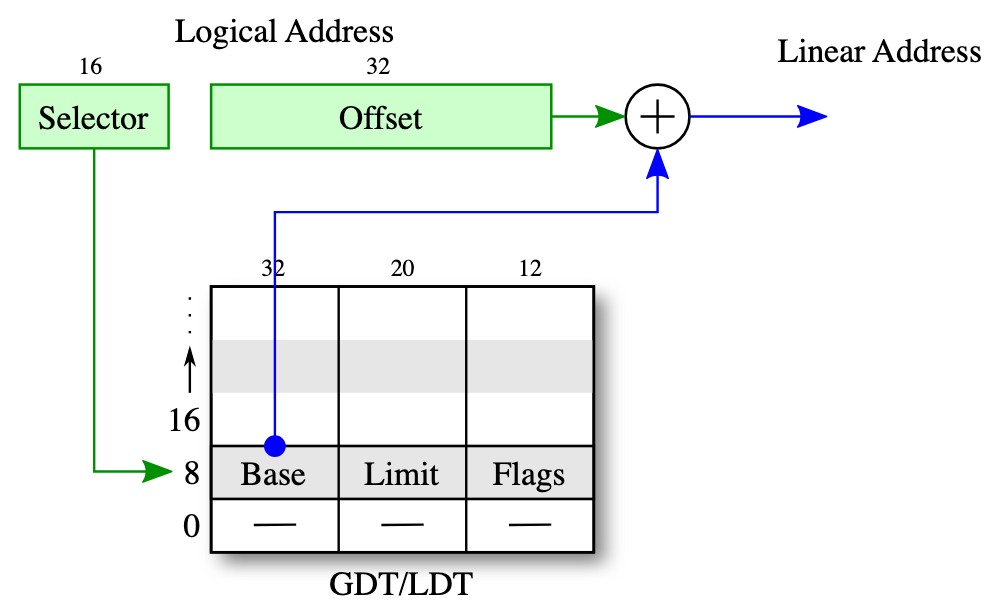 Logical Address
Linear Address
16
32
Selector
Offset
+
32
20
12
16
8
Base
Limit
Flags
0
— — —
GDT/LDT